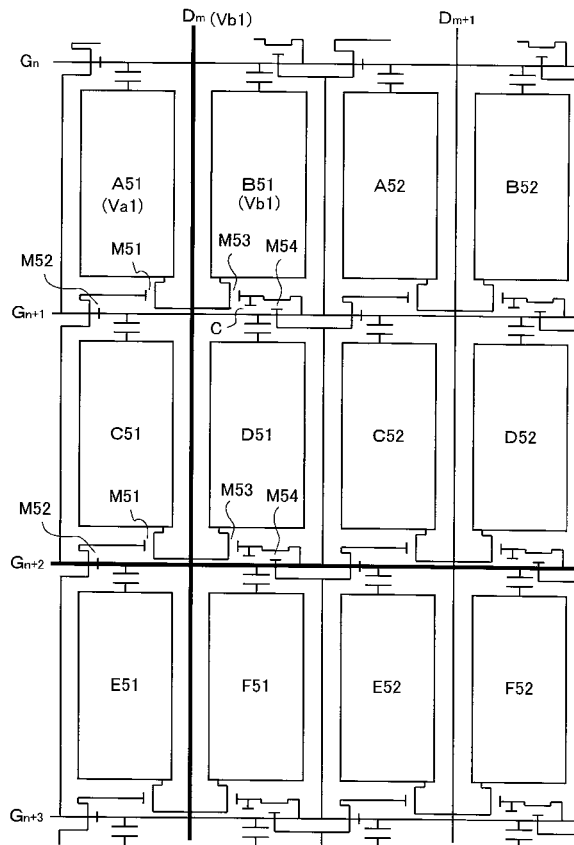 Dm (Vb1)
Dm+1
Gn
A51
(Va1)
B51
(Vb1)
A52
B52
M52
M51
M53
M54
Gn+1
C
C51
D51
C52
D52
M52
M51
M53
M54
Gn+2
E51
F51
E52
F52
Gn+3